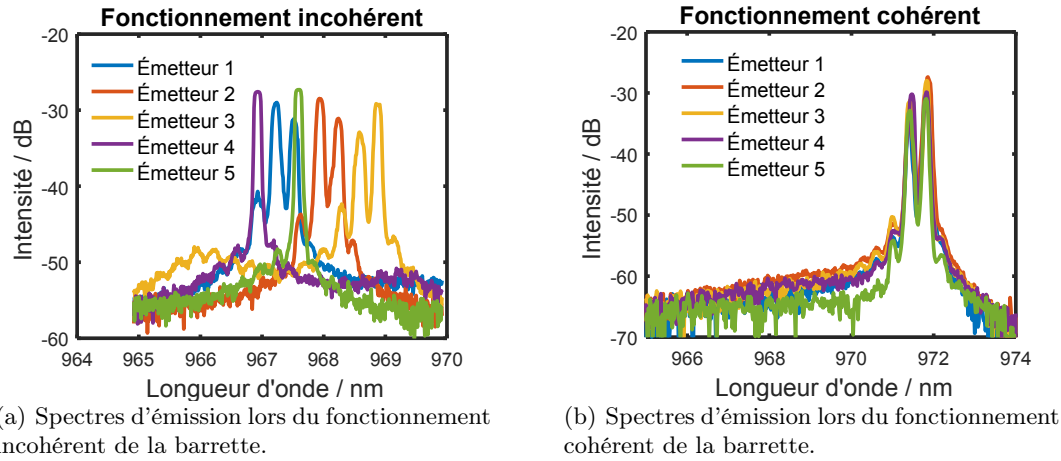 Fonctionnement incohérent
-20
-30
-40
-50
-60
Intensité / dB
Émetteur 1
Émetteur 2
Émetteur 3
Émetteur 4
Émetteur 5
964 965 966 967 968 969 970
Longueur d'onde / nm
(a) Spectres d'émission lors du fonctionnement
incohérent de la barrette.
Fonctionnement cohérent
-20
-30
-40
-50
-60
-70
Intensité / dB
Émetteur 1
Émetteur 2
Émetteur 3
Émetteur 4
Émetteur 5
966 968 970 972 974
Longueur d'onde / nm
(b) Spectres d'émission lors du fonctionnement
cohérent de la barrette.